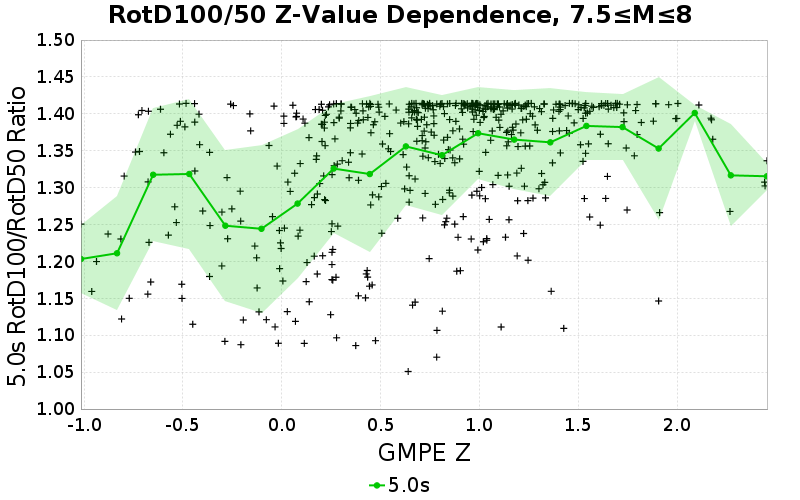 RotD100/50 Z-Value Dependence, 7.5≤M≤8
5.0s RotD100/RotD50 Ratio
1.50
1.45
1.40
1.35
1.30
1.25
1.20
1.15
1.10
1.05
1.00
-1.0 -0.5 0.0 0.5 1.0 1.5 2.0
GMPE Z
5.0s